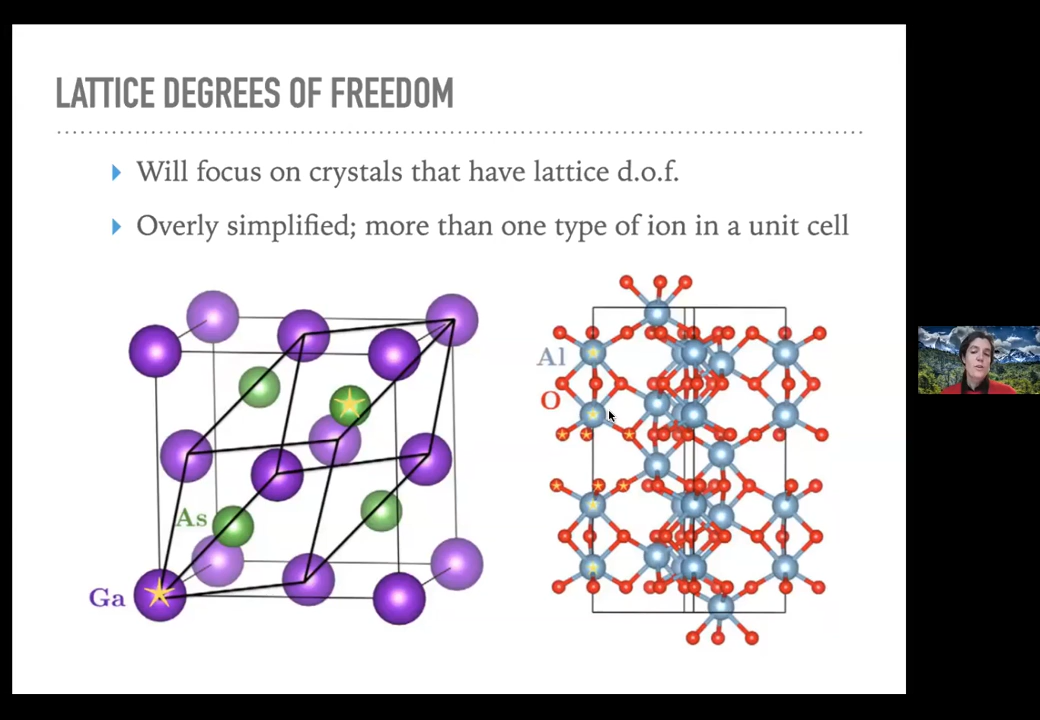 LATTICE DEGREES OF FREEDOM
Will focus on crystals that have lattice d.o.f.
Overly simplified; more than one type of ion in a unit cell
Al
O
As
Ga